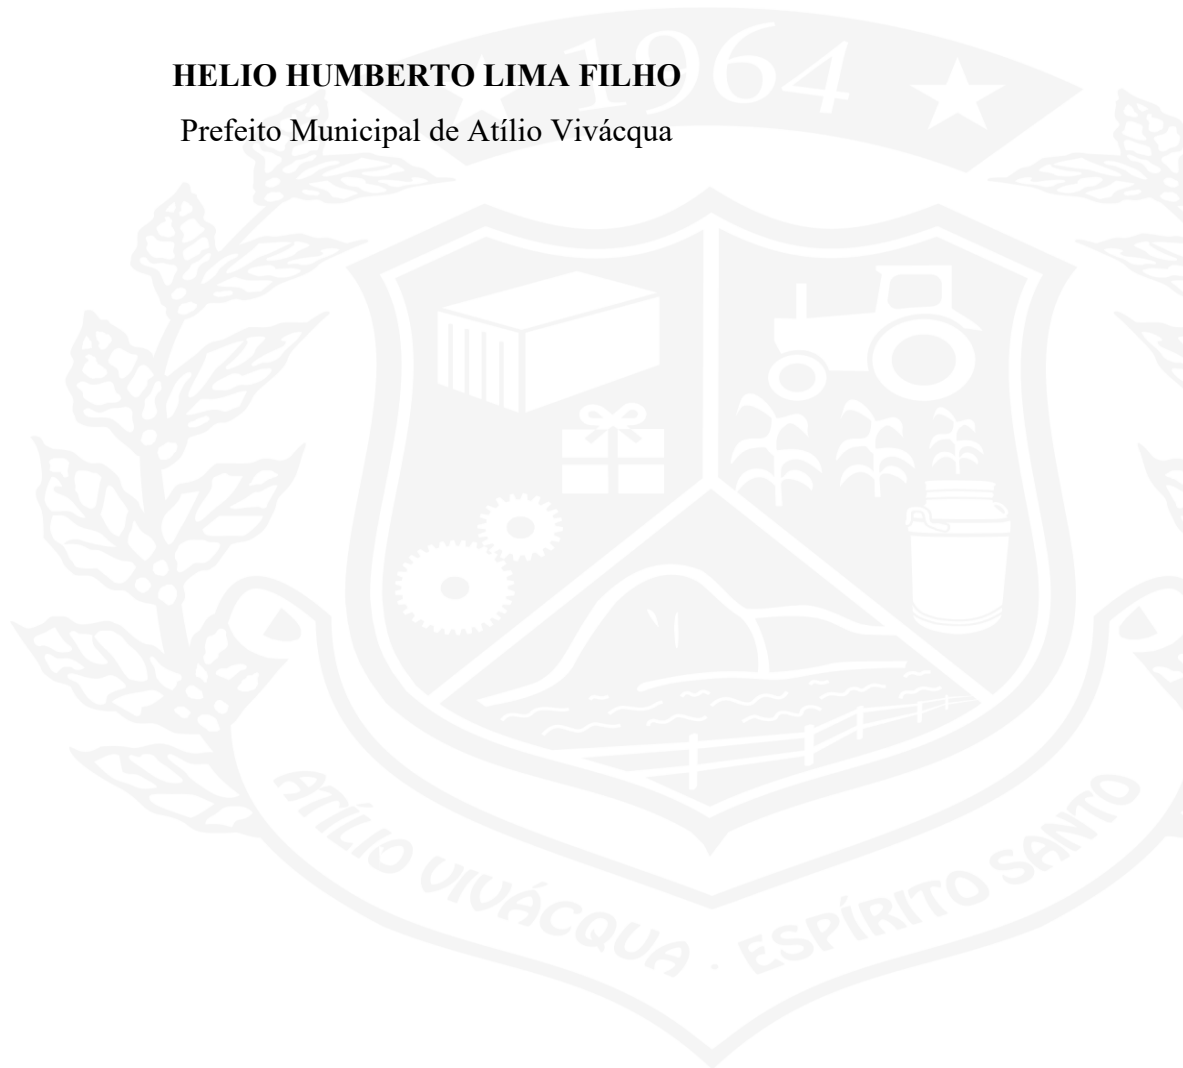 1964
HELIO HUMBERTO LIMA FILHO
Prefeito Municipal de Atílio Vivácqua
ATÍLIO VIVÁCQUA · ESPÍRITO SANTO